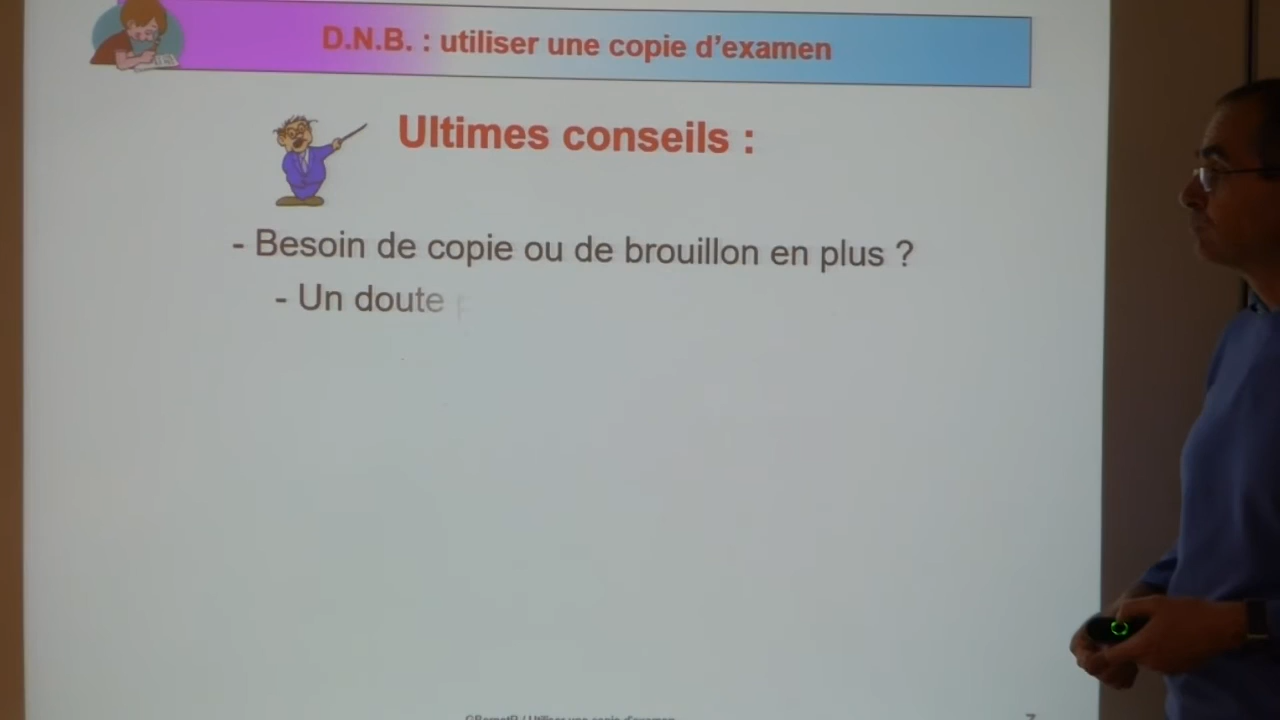 D.N.B. : utiliser une copie d'examen
Ultimes conseils :
- Besoin de copie ou de brouillon en plus ?
- Un doute